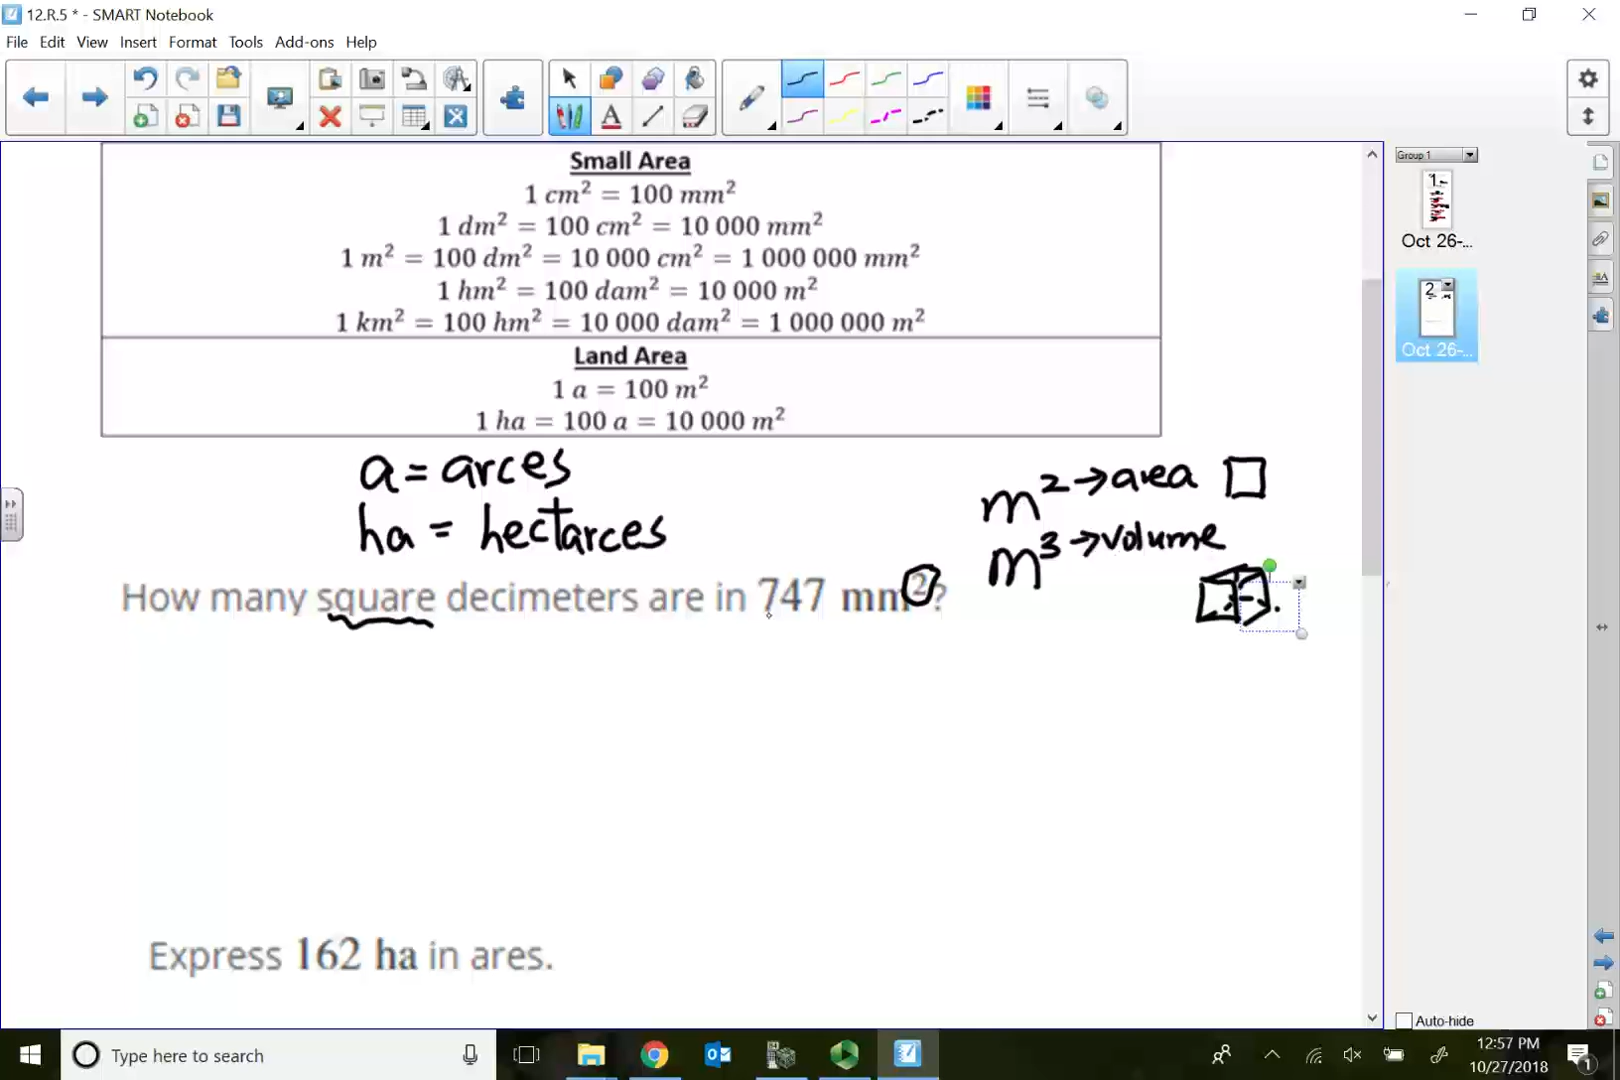 12.R.5 * - SMART Notebook
File Edit View Insert Format Tools Add-ons Help
Small Area
1 cm² = 100 mm²
1 dm² = 100 cm² = 10 000 mm²
1 m² = 100 dm² = 10 000 cm² = 1 000 000 mm²
1 hm² = 100 dam² = 10 000 m²
1 km² = 100 hm² = 10 000 dam² = 1 000 000 m²
Land Area
1 a = 100 m²
1 ha = 100 a = 10 000 m²
a = arces
ha = hectarces
m² → area
m³ → volume
How many square decimeters are in 747 mm²?
Express 162 ha in ares.
Group 1
1
Oct 26-...
2
Oct 26-...
Auto-hide
Type here to search
12:57 PM
10/27/2018
1